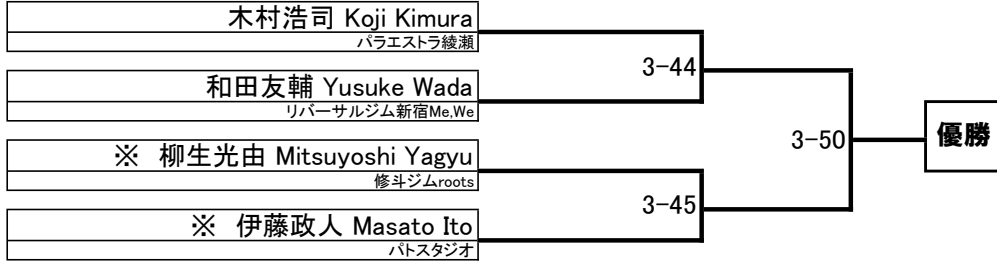 木村浩司 Koji Kimura
パラエストラ綾瀬
3-44
和田友輔 Yusuke Wada
リバーサルジム新宿Me,We
3-50
優勝
※ 柳生光由 Mitsuyoshi Yagyu
修斗ジムroots
3-45
※ 伊藤政人 Masato Ito
パトスタジオ